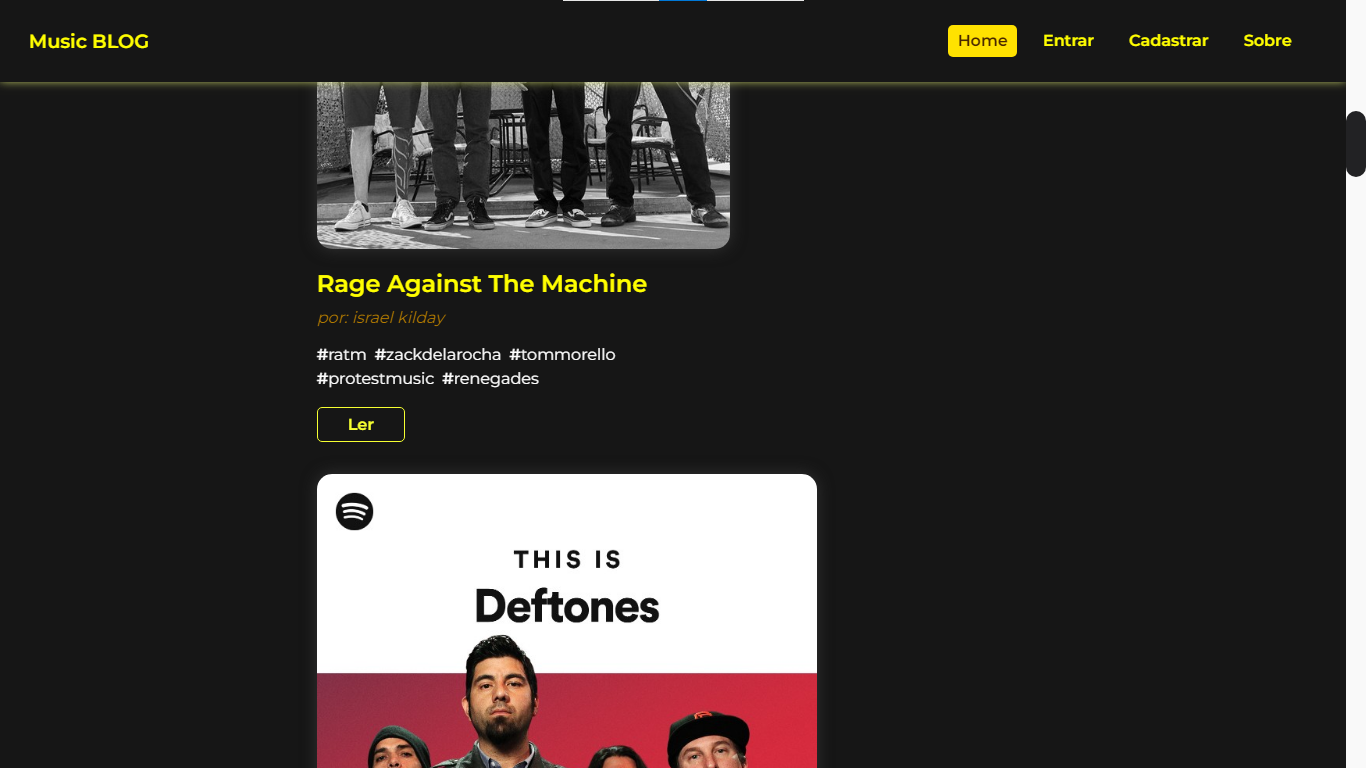 Music BLOG
Home Entrar Cadastrar Sobre
Rage Against The Machine
por: israel kilday
#ratm #zackdelarocha #tommorello
#protestmusic #renegades
Ler
THIS IS
Deftones